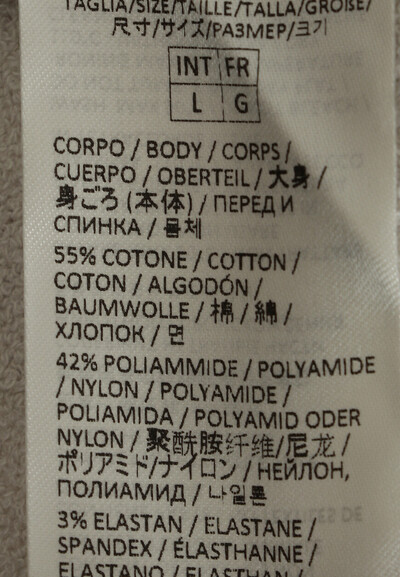 TAGLIA/SIZE/TAILLE/TALLA/GRÖßE/
尺寸/サイズ/РАЗМЕР/크기
INT FR
L G
CORPO / BODY / CORPS /
CUERPO / OBERTEIL / 大身 /
身ごろ (本体) / ПЕРЕД И
СПИНКА / 몸체
55% COTONE / COTTON /
COTON / ALGODÓN /
BAUMWOLLE / 棉 / 綿 /
ХЛОПОК / 면
42% POLIAMMIDE / POLYAMIDE
/ NYLON / POLYAMIDE /
POLIAMIDA / POLYAMID ODER
NYLON / 聚酰胺纤维/尼龙 /
ポリアミド/ナイロン / НЕЙЛОН,
ПОЛИАМИД / 나일론
3% ELASTAN / ELASTANE /
SPANDEX / ÉLASTHANNE /
ELASTANO / ELASTHAN /